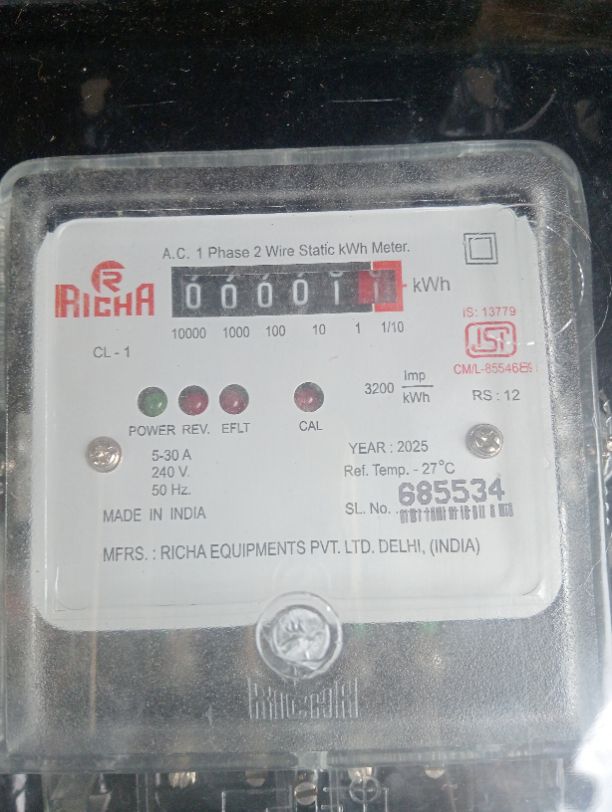 A.C. 1 Phase 2 Wire Static kWh Meter.
R
RICHA
000011 kWh
10000 1000 100 10 1 1/10
IS: 13779
ISI
CL - 1
3200 Imp/kWh
RS : 12
POWER REV. EFLT CAL
5-30 A
240 V.
50 Hz.
YEAR : 2025
Ref. Temp. - 27°C
SL. No. 685534
MADE IN INDIA
MFRS. : RICHA EQUIPMENTS PVT. LTD. DELHI, (INDIA)
RICHA